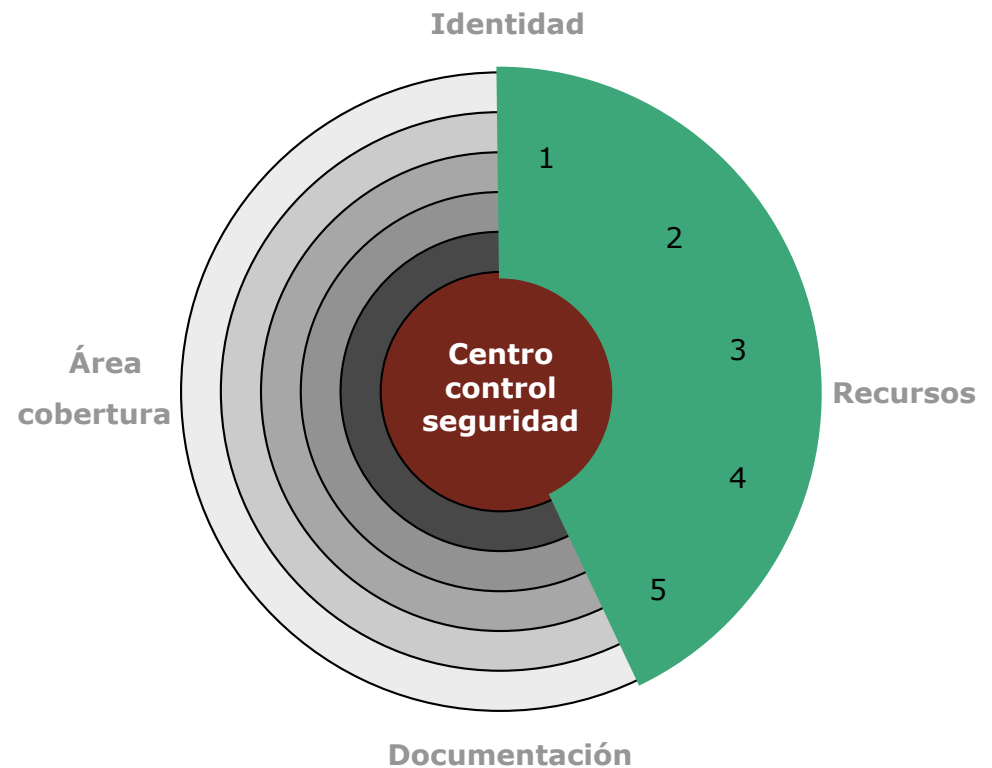 Identidad
1
2
3
Centro
control
seguridad
Área
cobertura
Recursos
4
5
Documentación